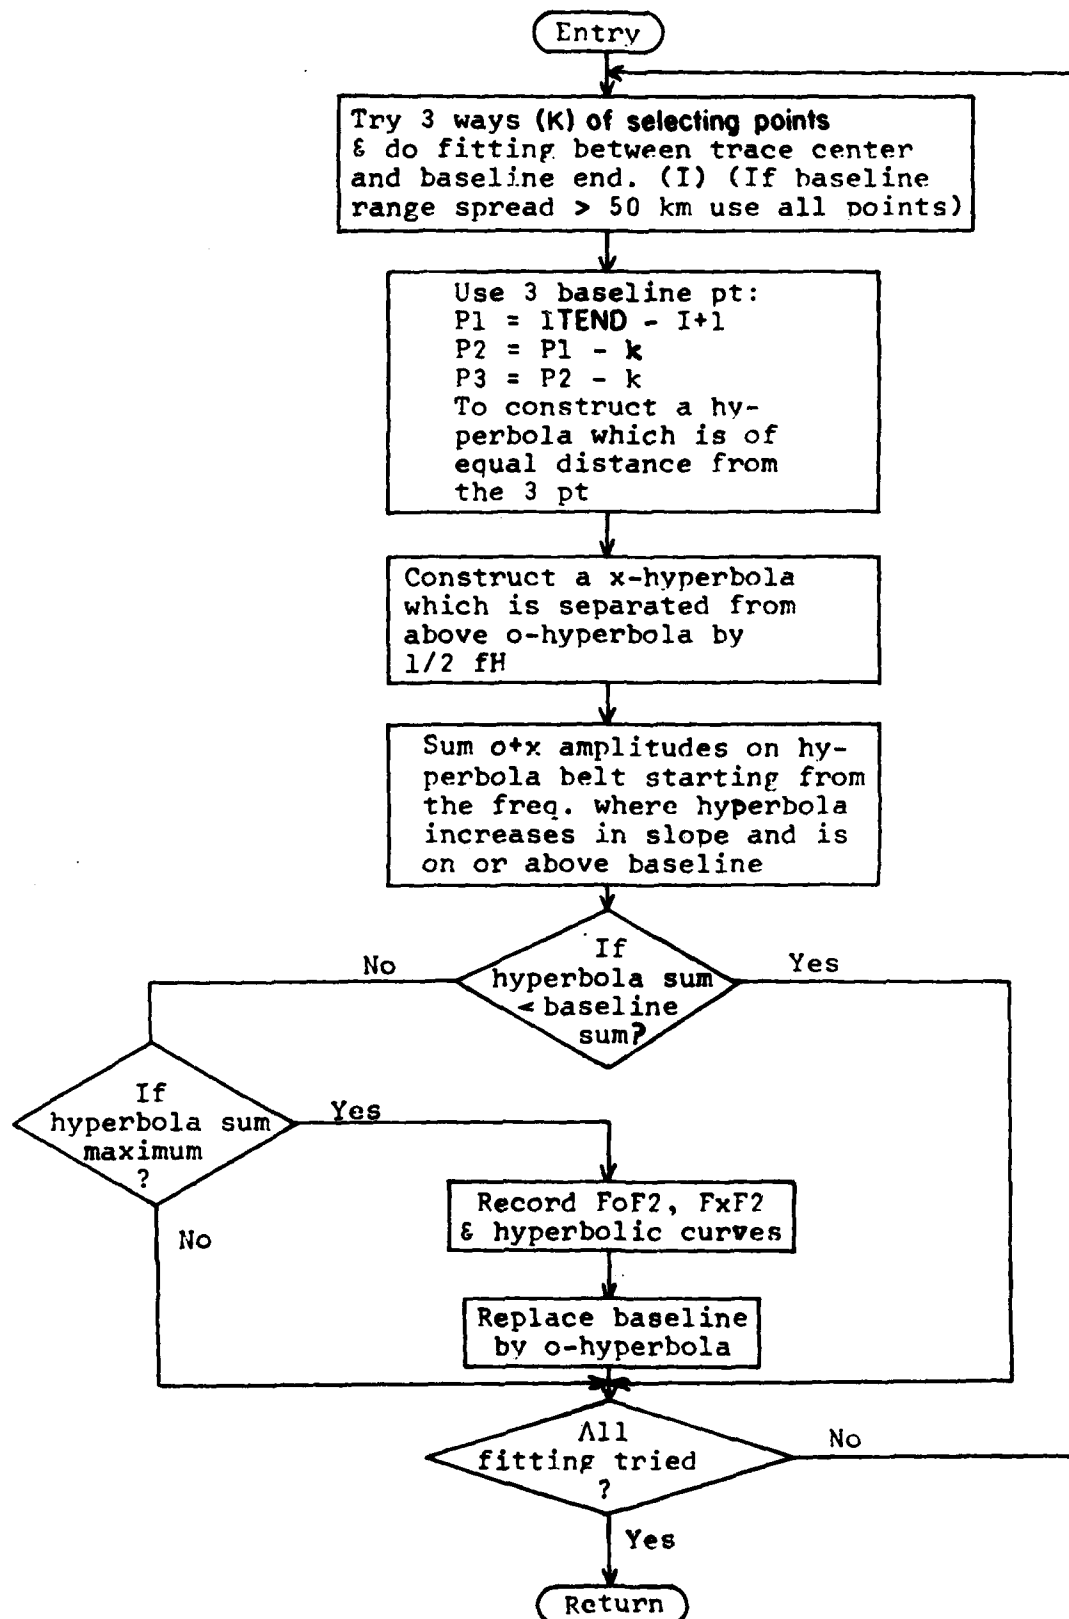 Entry
Try 3 ways (K) of selecting points
& do fitting between trace center
and baseline end. (I) (If baseline
range spread > 50 km use all points)
Use 3 baseline pt:
P1 = ITEND - I+1
P2 = P1 - k
P3 = P2 - k
To construct a hy-
perbola which is of
equal distance from
the 3 pt
Construct a x-hyperbola
which is separated from
above o-hyperbola by
1/2 fH
Sum o+x amplitudes on hy-
perbola belt starting from
the freq. where hyperbola
increases in slope and is
on or above baseline
If
hyperbola sum
< baseline
sum?
No
Yes
If
hyperbola sum
maximum
?
Yes
No
Record FoF2, FxF2
& hyperbolic curves
Replace baseline
by o-hyperbola
All
fitting tried
?
No
Yes
Return